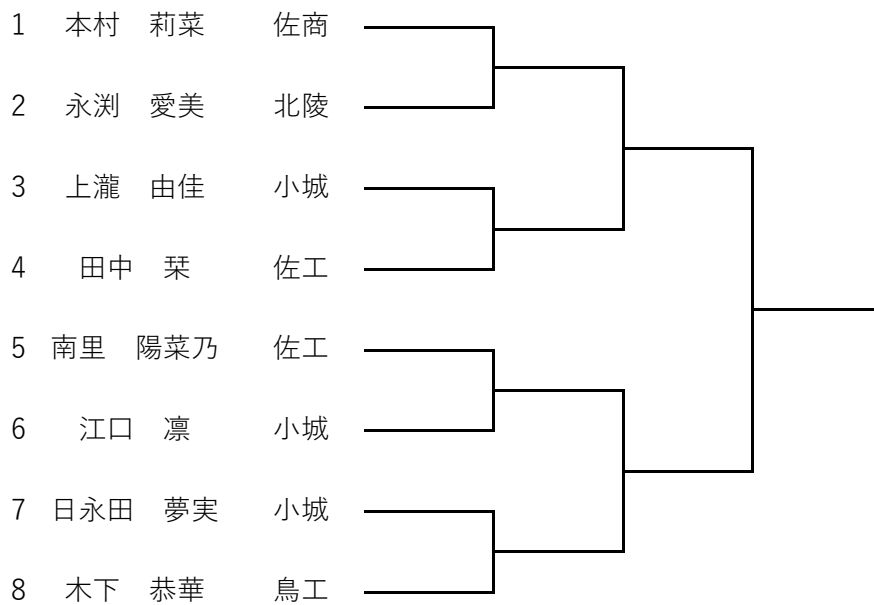 1 本村 莉菜 佐商
2 永渕 愛美 北陵
3 上瀧 由佳 小城
4 田中 栞 佐工
5 南里 陽菜乃 佐工
6 江口 凛 小城
7 日永田 夢実 小城
8 木下 恭華 鳥工